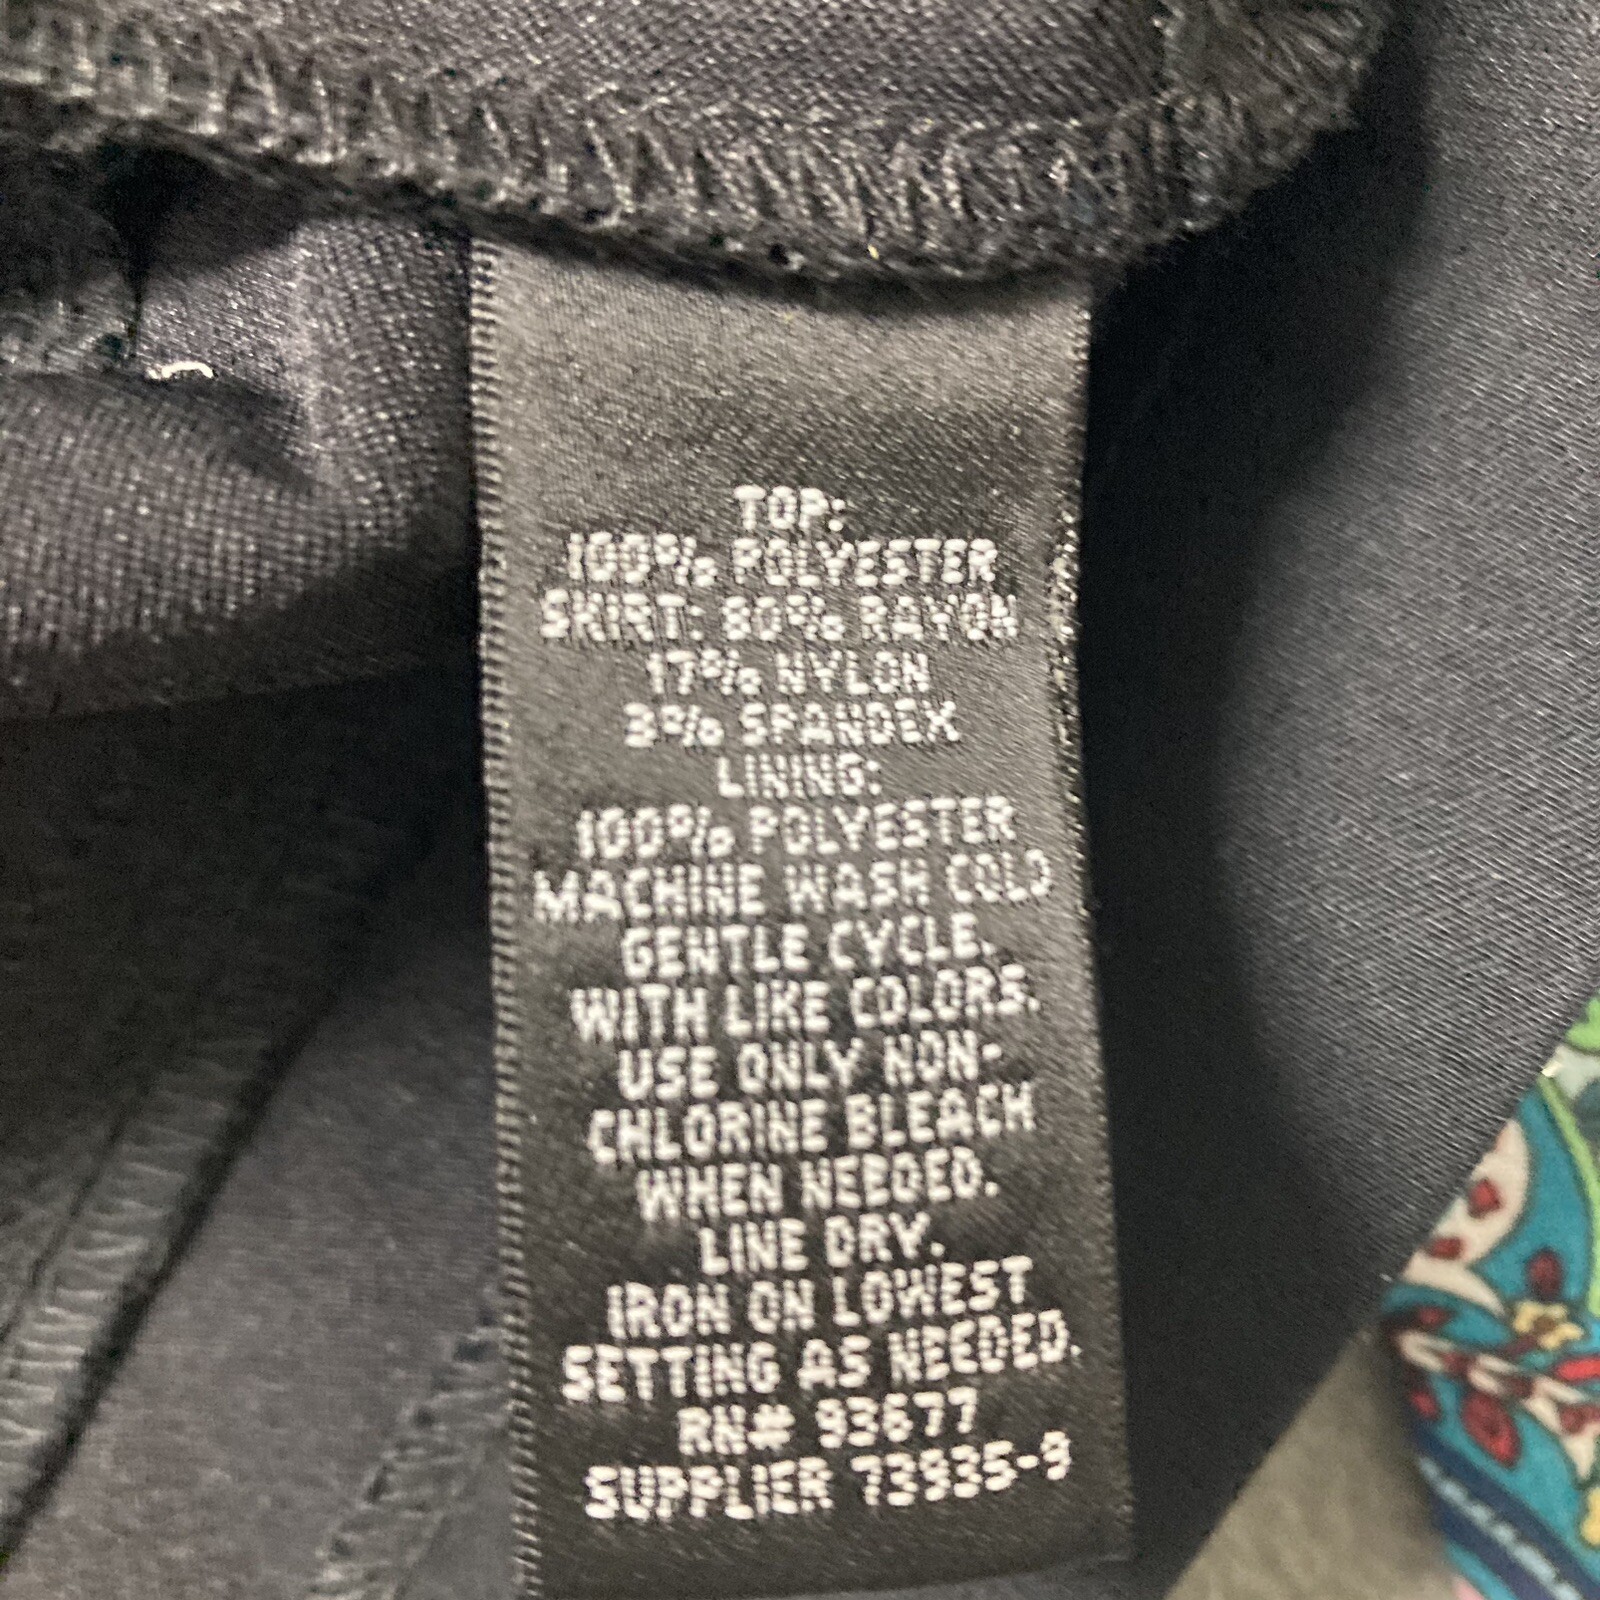 TOP:
100% POLYESTER
SKIRT: 80% RAYON
17% NYLON
3% SPANDEX
LINING:
100% POLYESTER
MACHINE WASH COLD
GENTLE CYCLE.
WITH LIKE COLORS.
USE ONLY NON-
CHLORINE BLEACH
WHEN NEEDED.
LINE DRY.
IRON ON LOWEST
SETTING AS NEEDED.
RN# 93677
SUPPLIER 73935-9